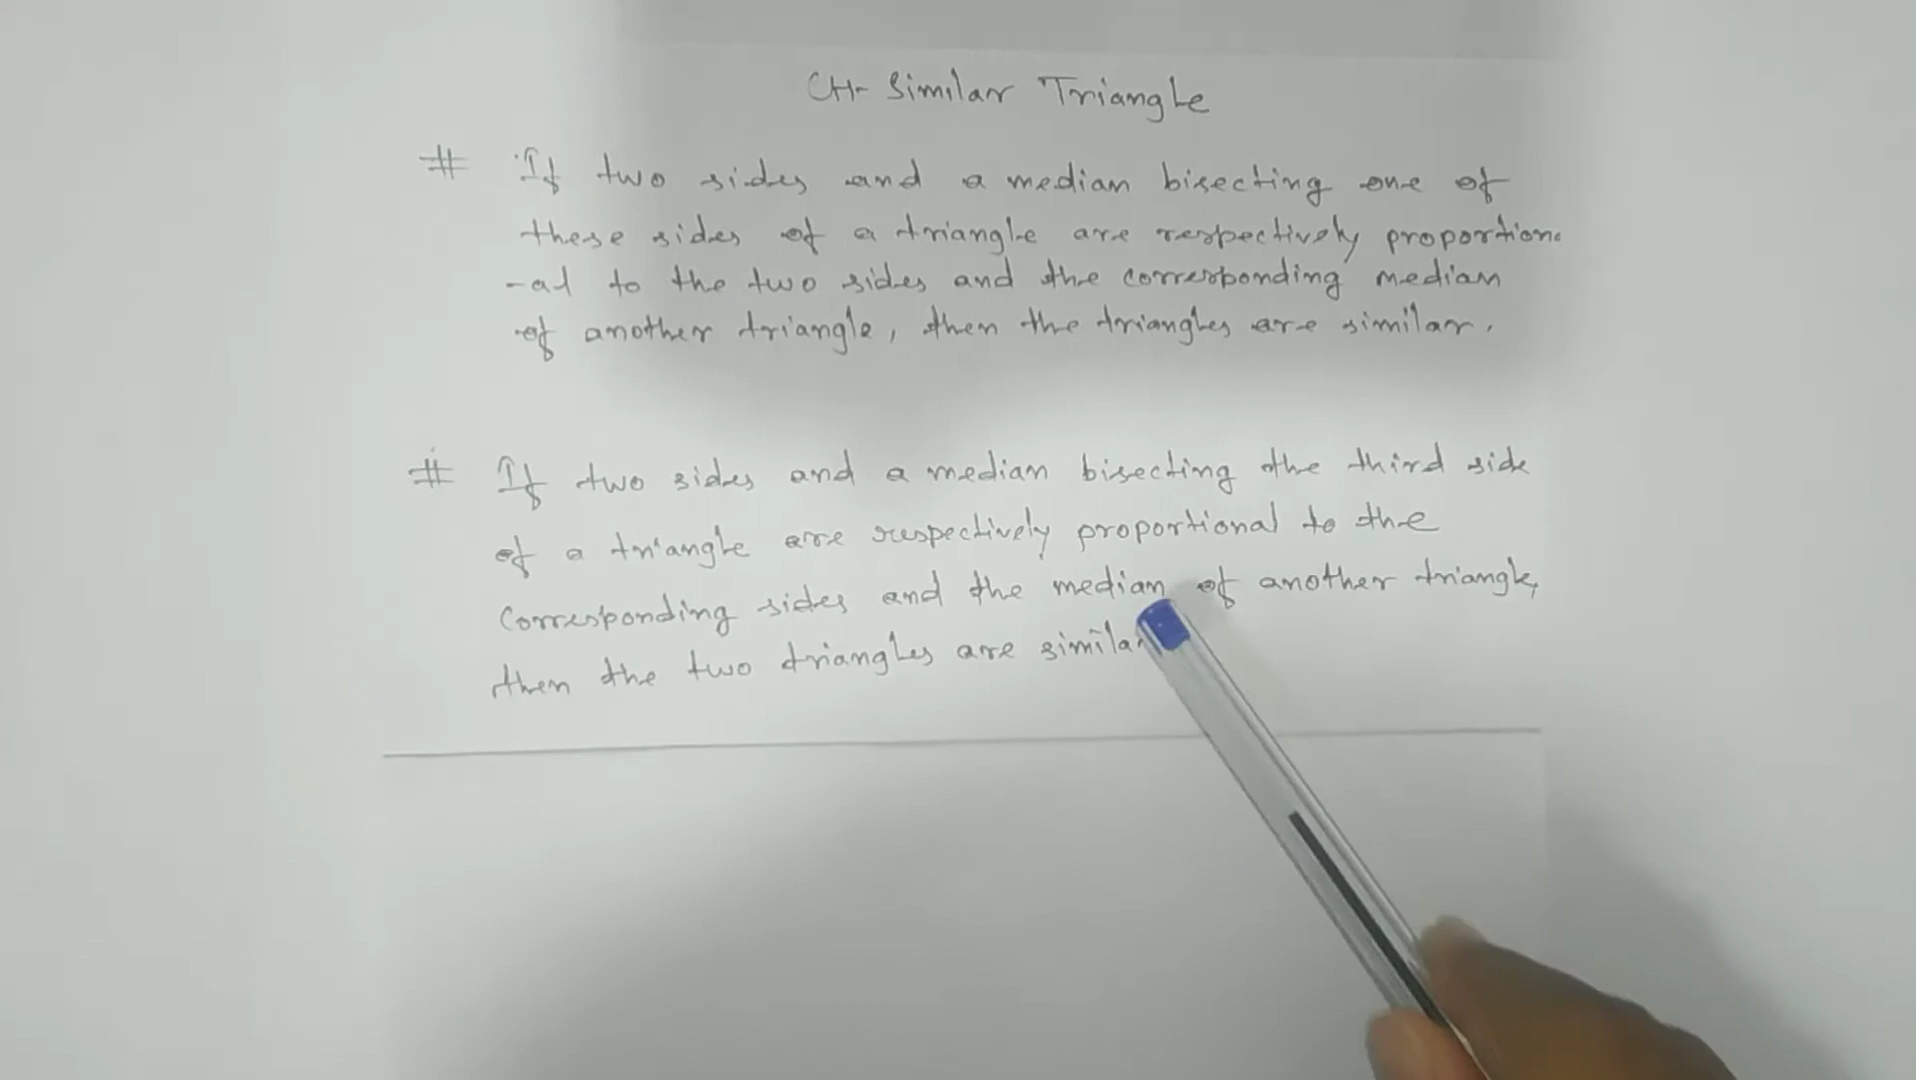 CH- Similar Triangle
# If two sides and a median bisecting one of
these sides of a triangle are respectively proportion
-al to the two sides and the corresponding median
of another triangle, then the triangles are similar.
# If two sides and a median bisecting the third side
of a triangle are respectively proportional to the
Corresponding sides and the median of another triangle,
then the two triangles are similar